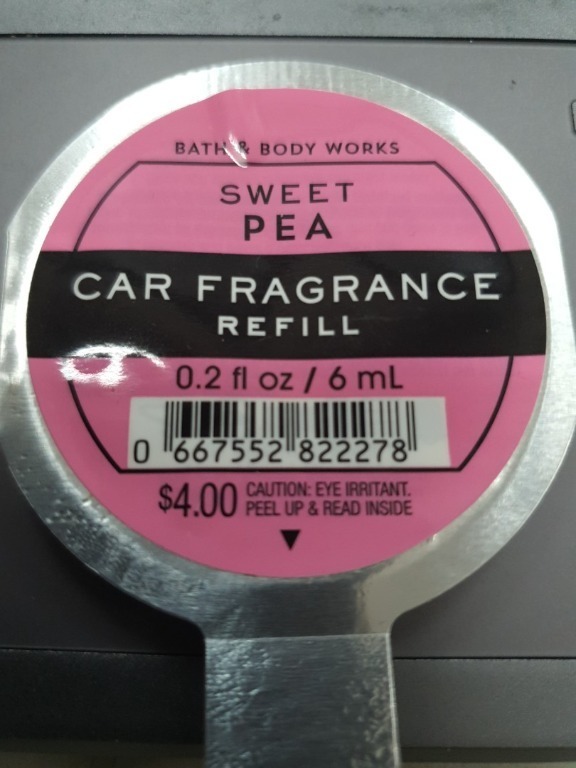 BATH & BODY WORKS
SWEET
PEA
CAR FRAGRANCE
REFILL
0.2 fl oz / 6 mL
0 667552 822278
$4.00 CAUTION: EYE IRRITANT.
PEEL UP & READ INSIDE